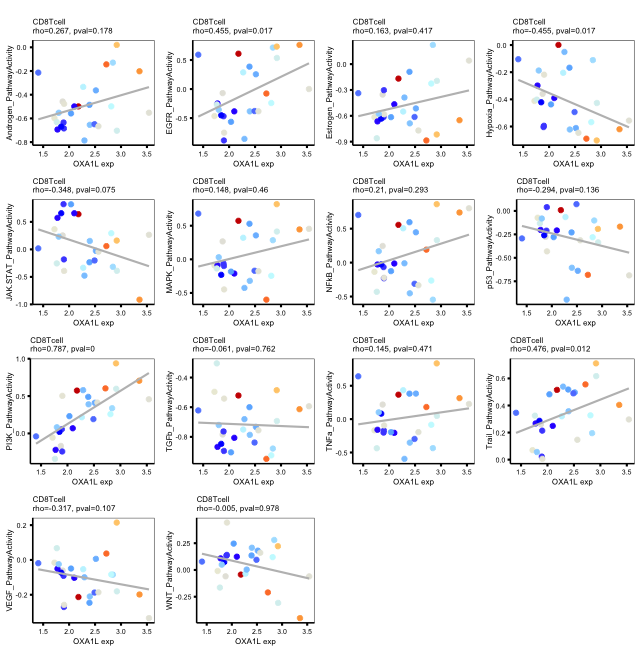 CD8Tcell
rho=0.267, pval=0.178
Androgen_PathwayActivity
0.0
-0.2
-0.4
-0.6
-0.8
1.5 2.0 2.5 3.0 3.5
OXA1L exp
CD8Tcell
rho=0.455, pval=0.017
EGFR_PathwayActivity
0.5
0.0
-0.5
1.5 2.0 2.5 3.0 3.5
OXA1L exp
CD8Tcell
rho=0.163, pval=0.417
Estrogen_PathwayActivity
0.0
-0.3
-0.6
-0.9
1.5 2.0 2.5 3.0 3.5
OXA1L exp
CD8Tcell
rho=-0.455, pval=0.017
Hypoxia_PathwayActivity
0.0
-0.2
-0.4
-0.6
1.5 2.0 2.5 3.0 3.5
OXA1L exp
CD8Tcell
rho=-0.348, pval=0.075
JAK.STAT_PathwayActivity
0.5
0.0
-0.5
-1.0
1.5 2.0 2.5 3.0 3.5
OXA1L exp
CD8Tcell
rho=0.148, pval=0.46
MAPK_PathwayActivity
0.5
0.0
-0.5
1.5 2.0 2.5 3.0 3.5
OXA1L exp
CD8Tcell
rho=0.21, pval=0.293
NFkB_PathwayActivity
0.5
0.0
-0.5
1.5 2.0 2.5 3.0 3.5
OXA1L exp
CD8Tcell
rho=-0.294, pval=0.136
p53_PathwayActivity
0.00
-0.25
-0.50
-0.75
1.5 2.0 2.5 3.0 3.5
OXA1L exp
CD8Tcell
rho=0.787, pval=0
PI3K_PathwayActivity
1.0
0.5
0.0
1.5 2.0 2.5 3.0 3.5
OXA1L exp
CD8Tcell
rho=-0.061, pval=0.762
TGFb_PathwayActivity
-0.4
-0.6
-0.8
1.5 2.0 2.5 3.0 3.5
OXA1L exp
CD8Tcell
rho=0.145, pval=0.471
TNFa_PathwayActivity
0.5
0.0
-0.5
1.5 2.0 2.5 3.0 3.5
OXA1L exp
CD8Tcell
rho=0.476, pval=0.012
Trail_PathwayActivity
0.6
0.4
0.2
0.0
1.5 2.0 2.5 3.0 3.5
OXA1L exp
CD8Tcell
rho=-0.317, pval=0.107
VEGF_PathwayActivity
0.2
0.0
-0.2
1.5 2.0 2.5 3.0 3.5
OXA1L exp
CD8Tcell
rho=-0.005, pval=0.978
WNT_PathwayActivity
0.25
0.00
-0.25
1.5 2.0 2.5 3.0 3.5
OXA1L exp